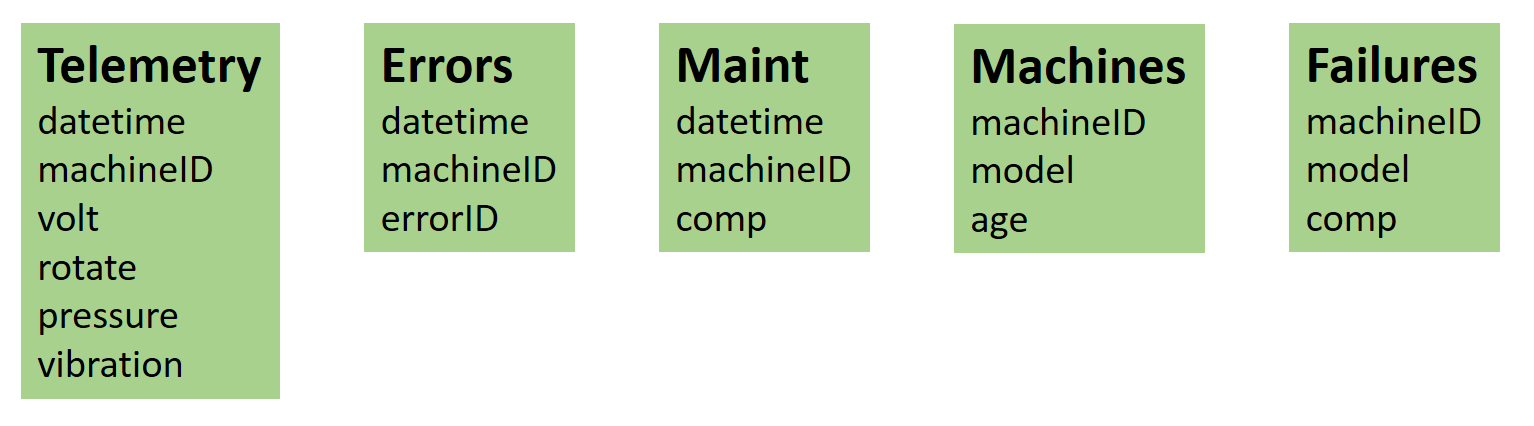 Telemetry
datetime
machineID
volt
rotate
pressure
vibration
Errors
datetime
machineID
errorID
Maint
datetime
machineID
comp
Machines
machineID
model
age
Failures
machineID
model
comp